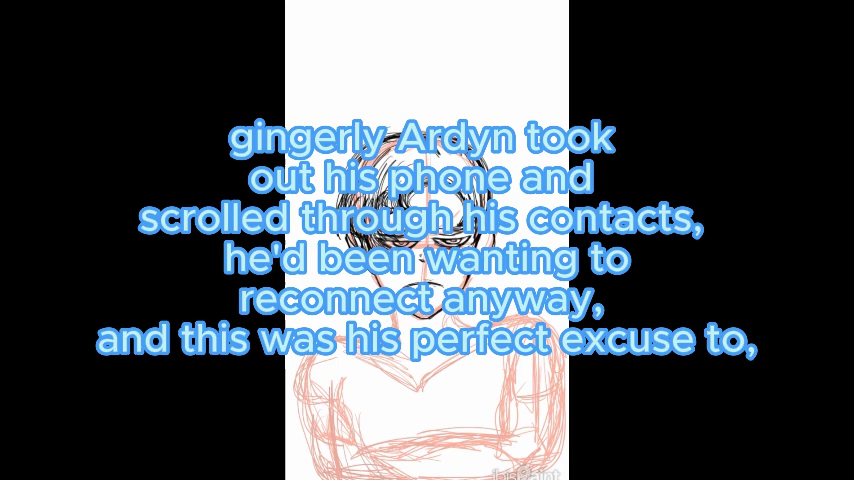 gingerly Ardyn took
out his phone and
scrolled through his contacts,
he'd been wanting to
reconnect anyway,
and this was his perfect excuse to,
ibisPaint